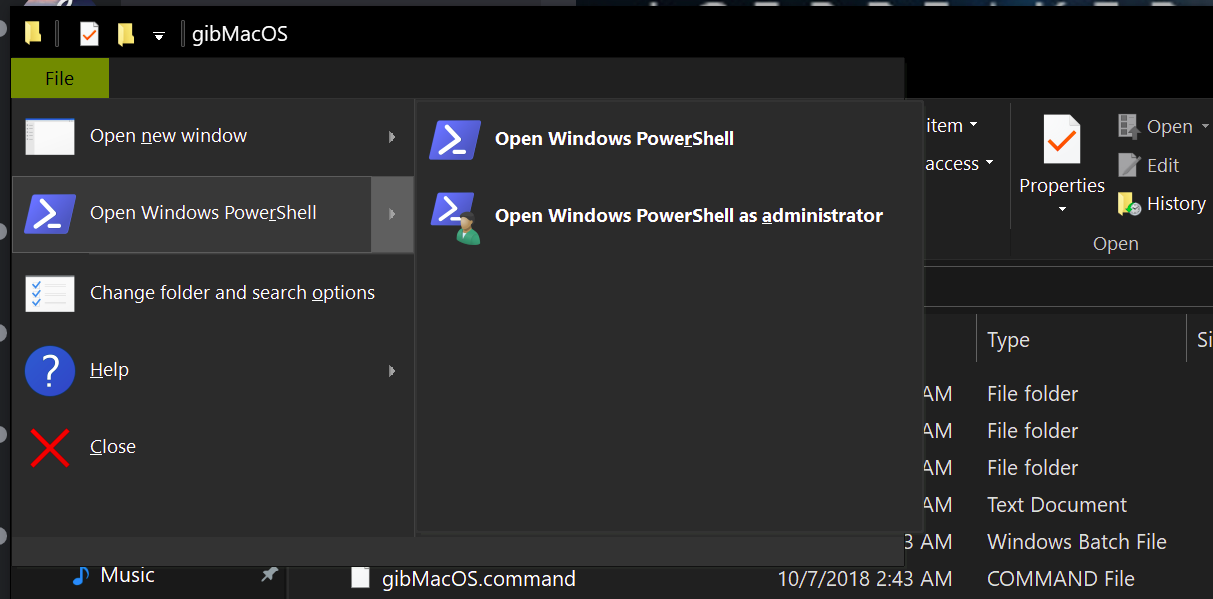 gibMacOS
File
Open new window
Open Windows PowerShell
Change folder and search options
Help
Close
Open Windows PowerShell
Open Windows PowerShell as administrator
item
access
Properties
Open
Edit
History
Open
Type
AM File folder
AM File folder
AM File folder
AM Text Document
3 AM Windows Batch File
Music
gibMacOS.command 10/7/2018 2:43 AM COMMAND File